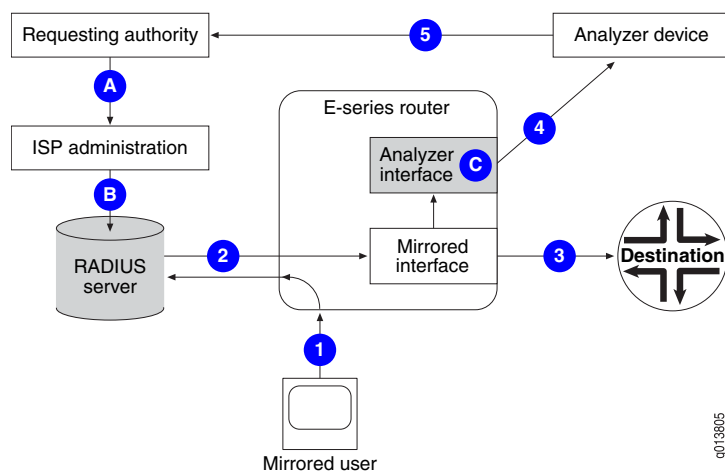 Requesting authority
5
Analyzer device
A
E-series router
4
ISP administration
Analyzer
interface
C
B
RADIUS
server
2
Mirrored
interface
3
Destination
1
Mirrored user
g013805